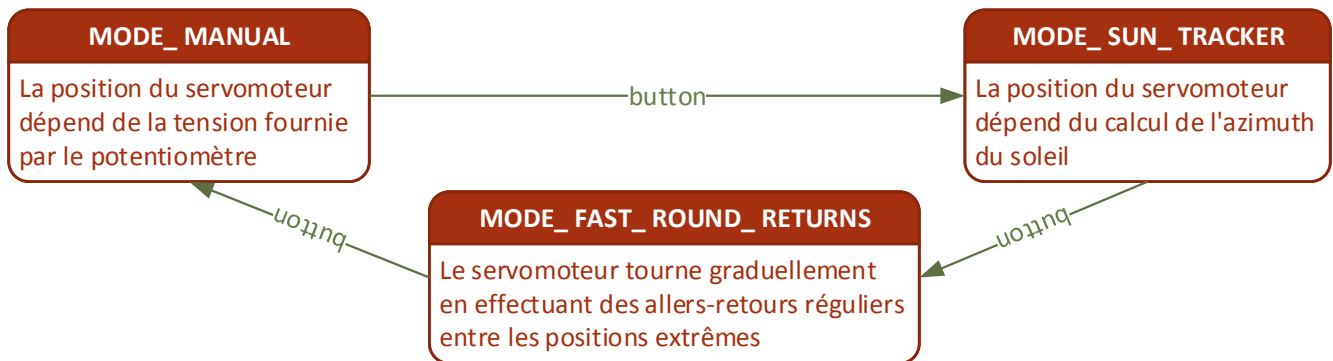 MODE_ MANUAL
La position du servomoteur
dépend de la tension fournie
par le potentiomètre
button
MODE_ SUN_ TRACKER
La position du servomoteur
dépend du calcul de l'azimuth
du soleil
button
button
MODE_ FAST_ ROUND_ RETURNS
Le servomoteur tourne graduellement
en effectuant des allers-retours réguliers
entre les positions extrêmes